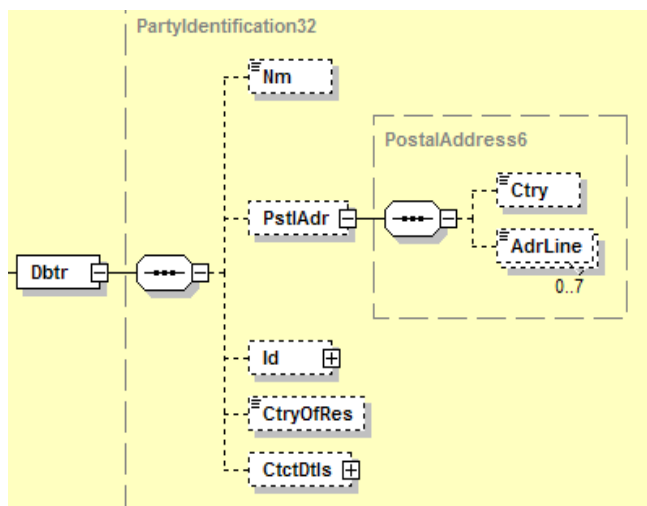 PartyIdentification32
Nm
PostalAddress6
Ctry
PstlAdr
AdrLine
0..7
Dbtr
Id
CtryOfRes
CtctDtls